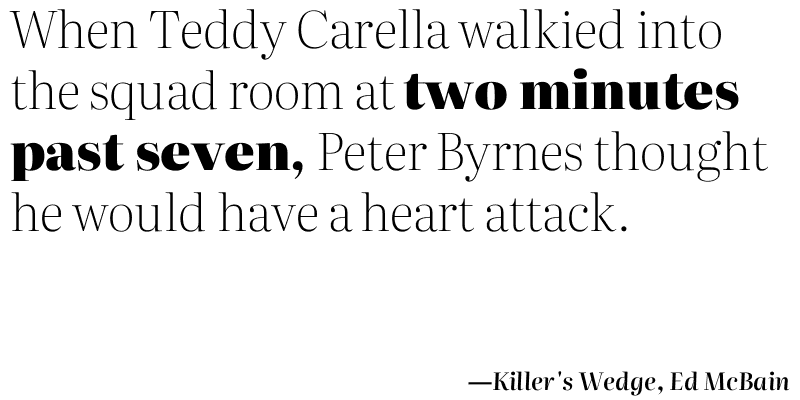 When Teddy Carella walkied into
the squad room at two minutes
past seven, Peter Byrnes thought
he would have a heart attack.
—Killer's Wedge, Ed McBain